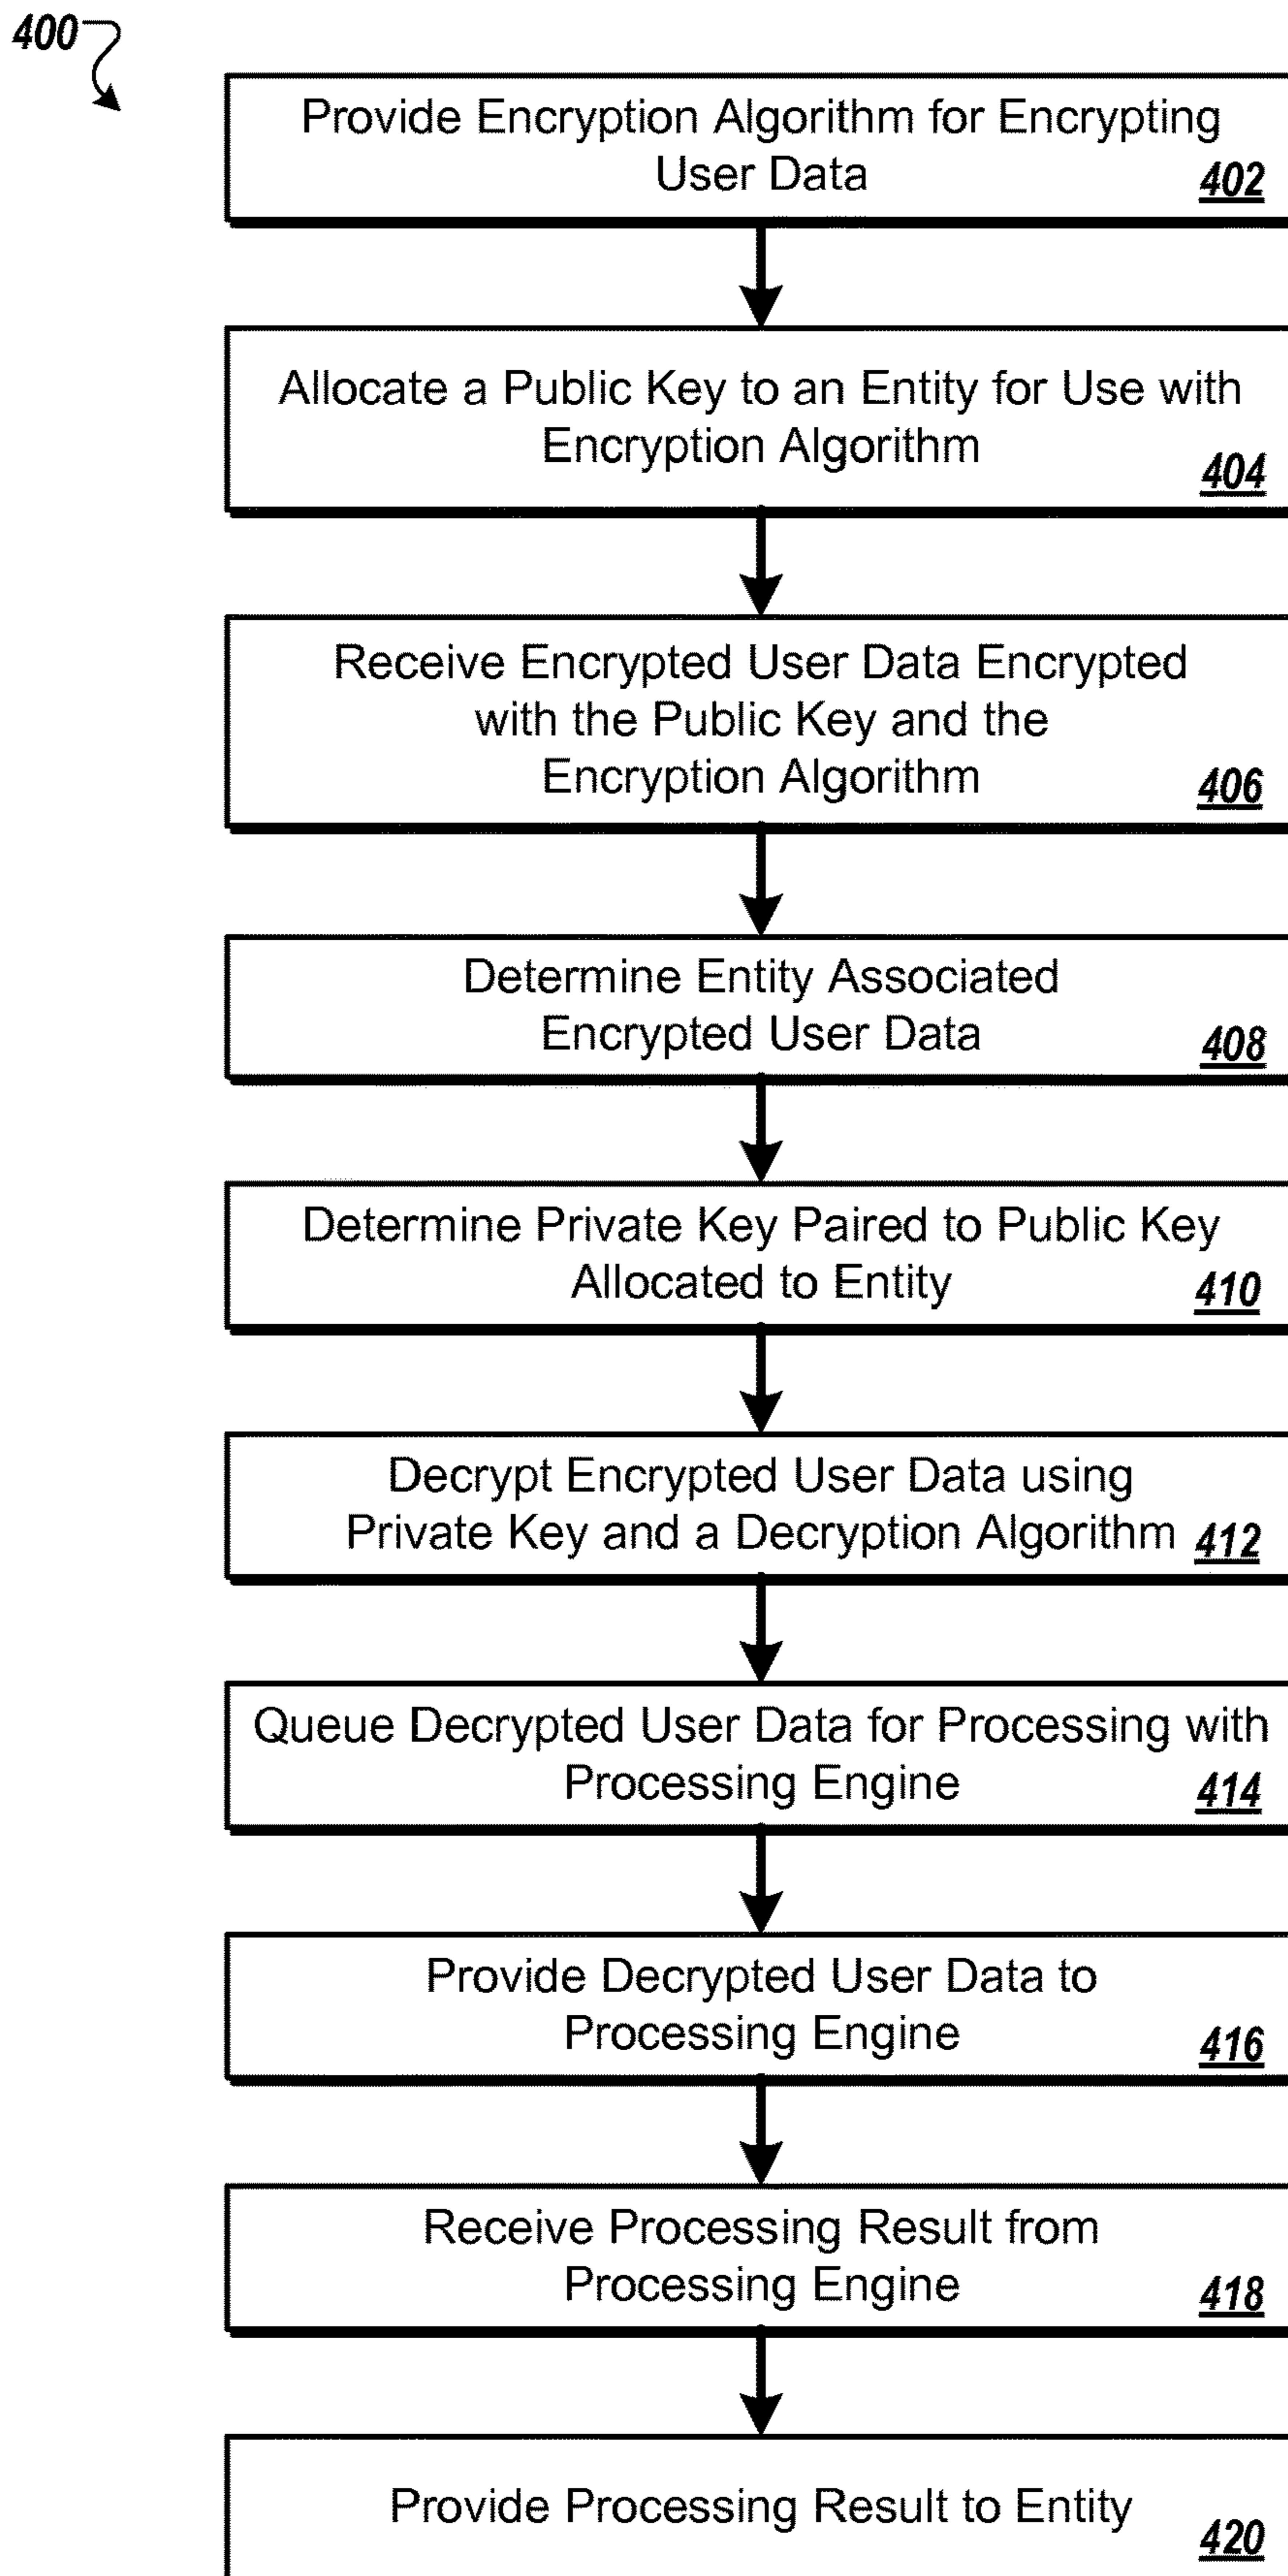 400
Provide Encryption Algorithm for Encrypting
User Data
402
Allocate a Public Key to an Entity for Use with
Encryption Algorithm
404
Receive Encrypted User Data Encrypted
with the Public Key and the
Encryption Algorithm
406
Determine Entity Associated
Encrypted User Data
408
Determine Private Key Paired to Public Key
Allocated to Entity
410
Decrypt Encrypted User Data using
Private Key and a Decryption Algorithm
412
Queue Decrypted User Data for Processing with
Processing Engine
414
Provide Decrypted User Data to
Processing Engine
416
Receive Processing Result from
Processing Engine
418
Provide Processing Result to Entity
420